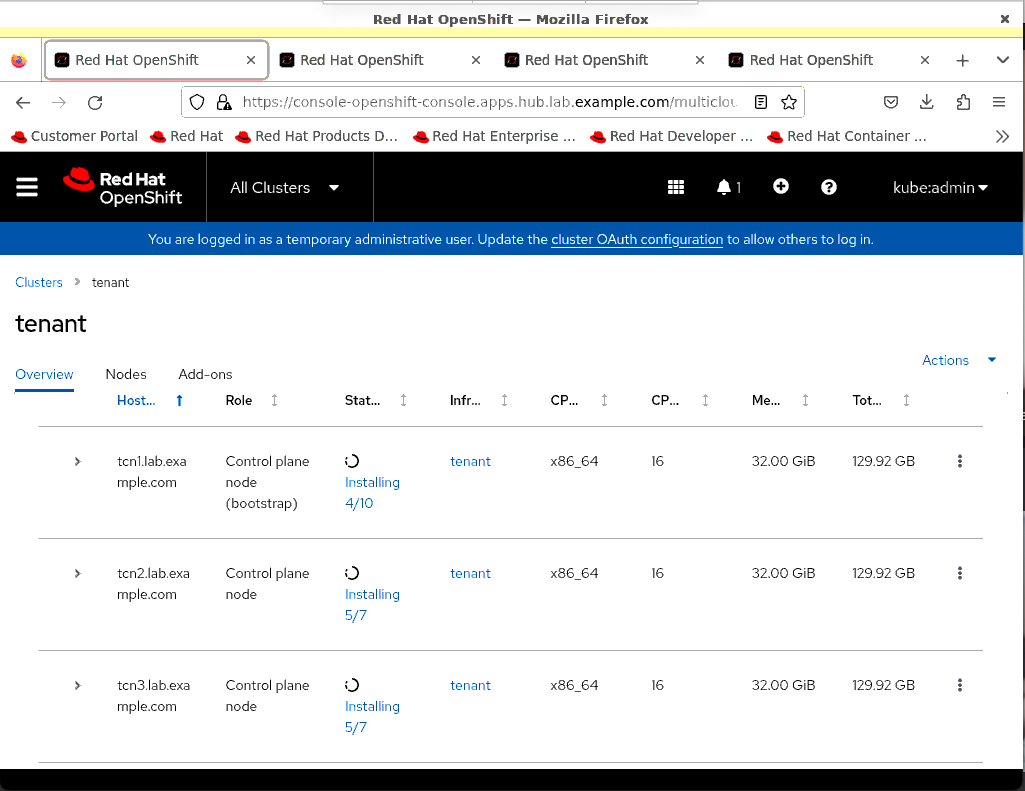 Red Hat OpenShift — Mozilla Firefox
Red Hat OpenShift Red Hat OpenShift Red Hat OpenShift Red Hat OpenShift
https://console-openshift-console.apps.hub.lab.example.com/multiclou
Customer Portal Red Hat Red Hat Products D... Red Hat Enterprise ... Red Hat Developer ... Red Hat Container ...
Red Hat
OpenShift
All Clusters
1
kube:admin
You are logged in as a temporary administrative user. Update the cluster OAuth configuration to allow others to log in.
Clusters > tenant
tenant
Actions
Overview Nodes Add-ons
Host... Role Stat... Infr... CP... CP... Me... Tot...
tcn1.lab.exa Control plane tenant x86_64 16 32.00 GiB 129.92 GB
mple.com node Installing
(bootstrap) 4/10
tcn2.lab.exa Control plane tenant x86_64 16 32.00 GiB 129.92 GB
mple.com node Installing
5/7
tcn3.lab.exa Control plane tenant x86_64 16 32.00 GiB 129.92 GB
mple.com node Installing
5/7